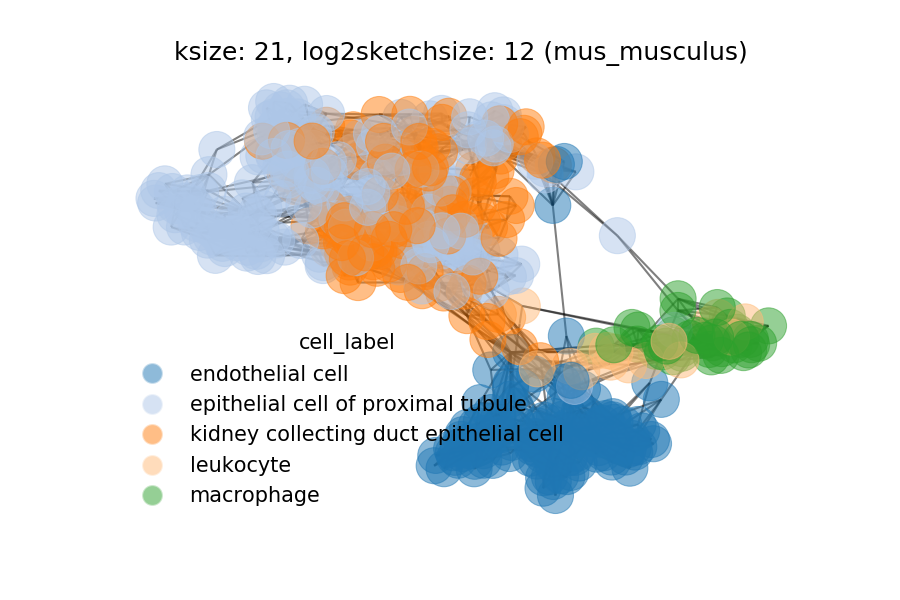 ksize: 21, log2sketchsize: 12 (mus_musculus)
cell_label
endothelial cell
epithelial cell of proximal tubule
kidney collecting duct epithelial cell
leukocyte
macrophage